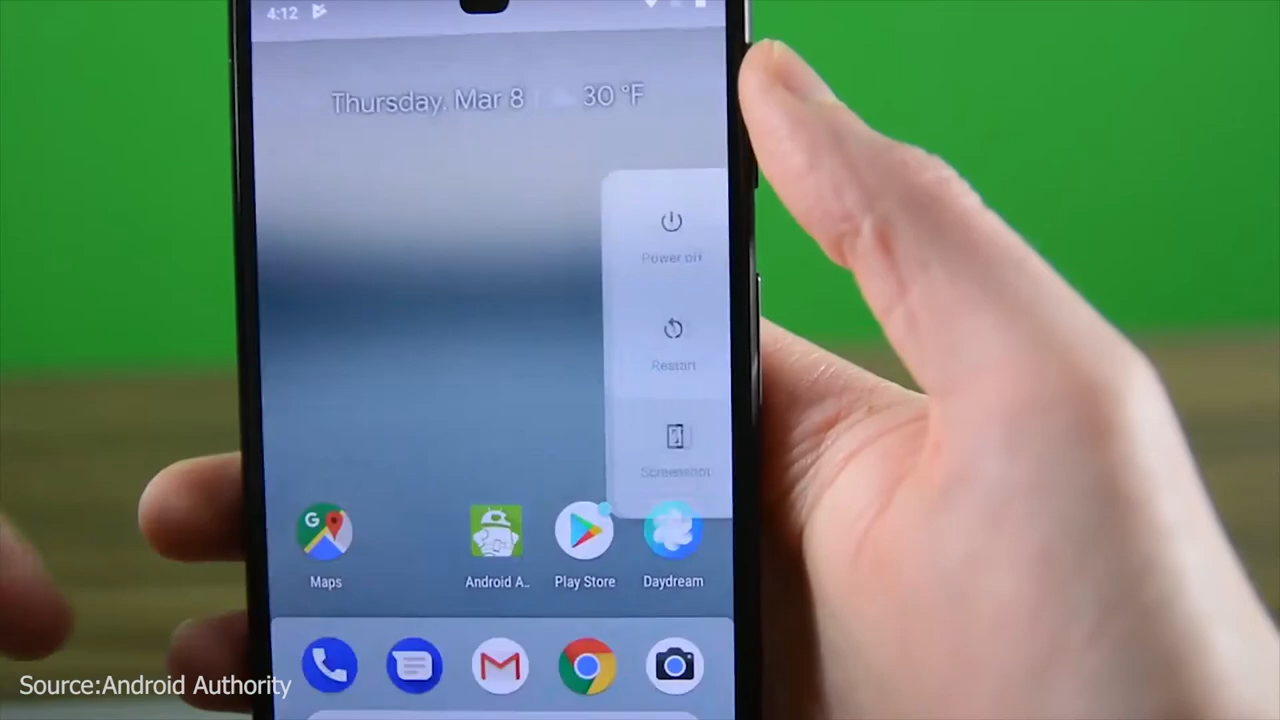 4:12
Thursday, Mar 8
30 °F
Power off
Restart
Screenshot
G
Maps
Android A..
Play Store
Daydream
Source:Android Authority